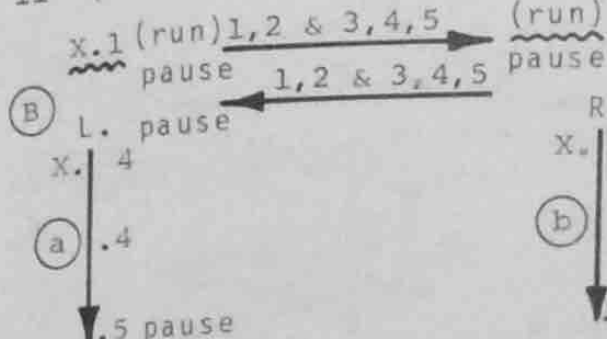 x.1 (run) 1,2 & 3,4,5 (run)
pause pause
1,2 & 3,4,5
B L. pause R
x. 4 x.
a .4 b
.5 pause